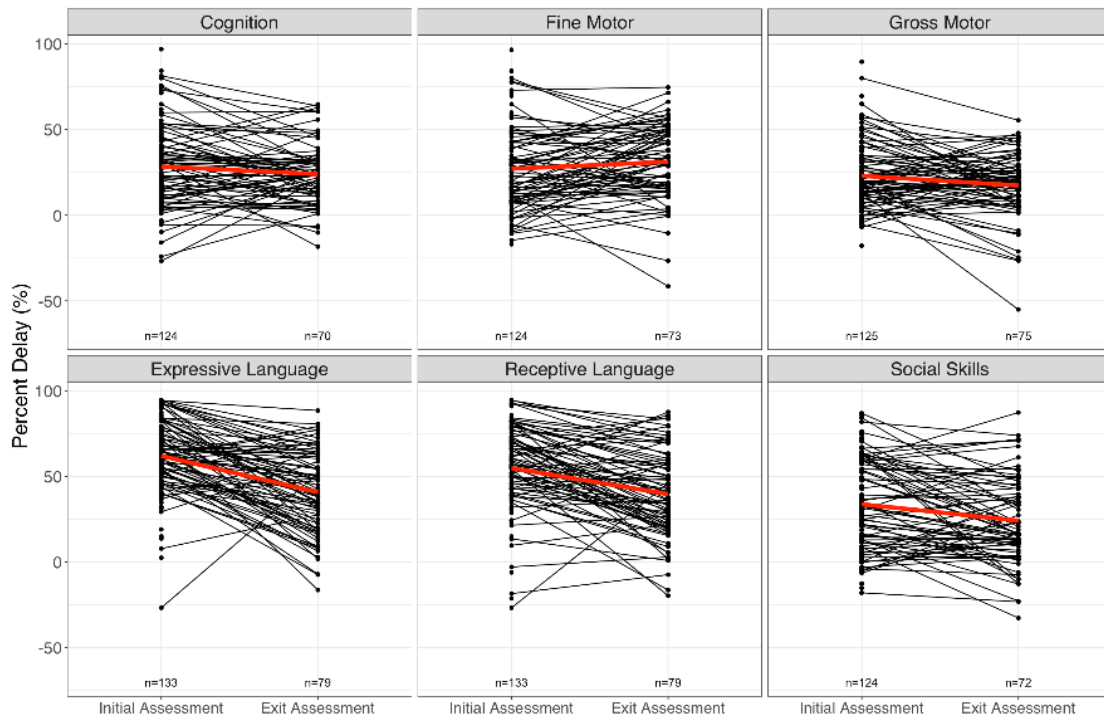 Cognition Fine Motor Gross Motor
100
50
0
-50
n=124 n=70 n=124 n=73 n=125 n=75
Percent Delay (%)
Expressive Language Receptive Language Social Skills
100
50
0
-50
n=133 n=79 n=133 n=79 n=124 n=72
Initial Assessment Exit Assessment Initial Assessment Exit Assessment Initial Assessment Exit Assessment